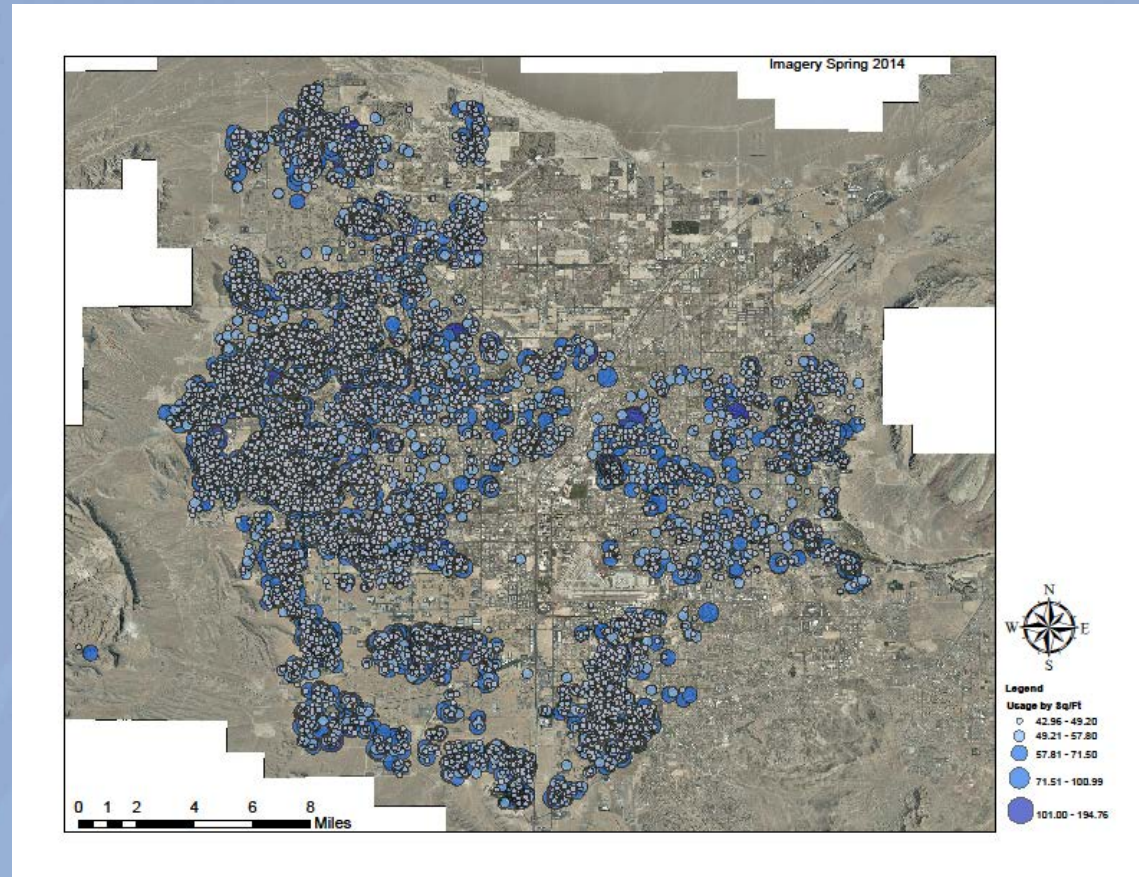 Imagery Spring 2014
N
W E
S
Legend
Usage by Sq/Ft
42.96 - 49.20
49.21 - 57.80
57.81 - 71.50
71.51 - 100.99
101.00 - 194.76
0 1 2 4 6 8
Miles